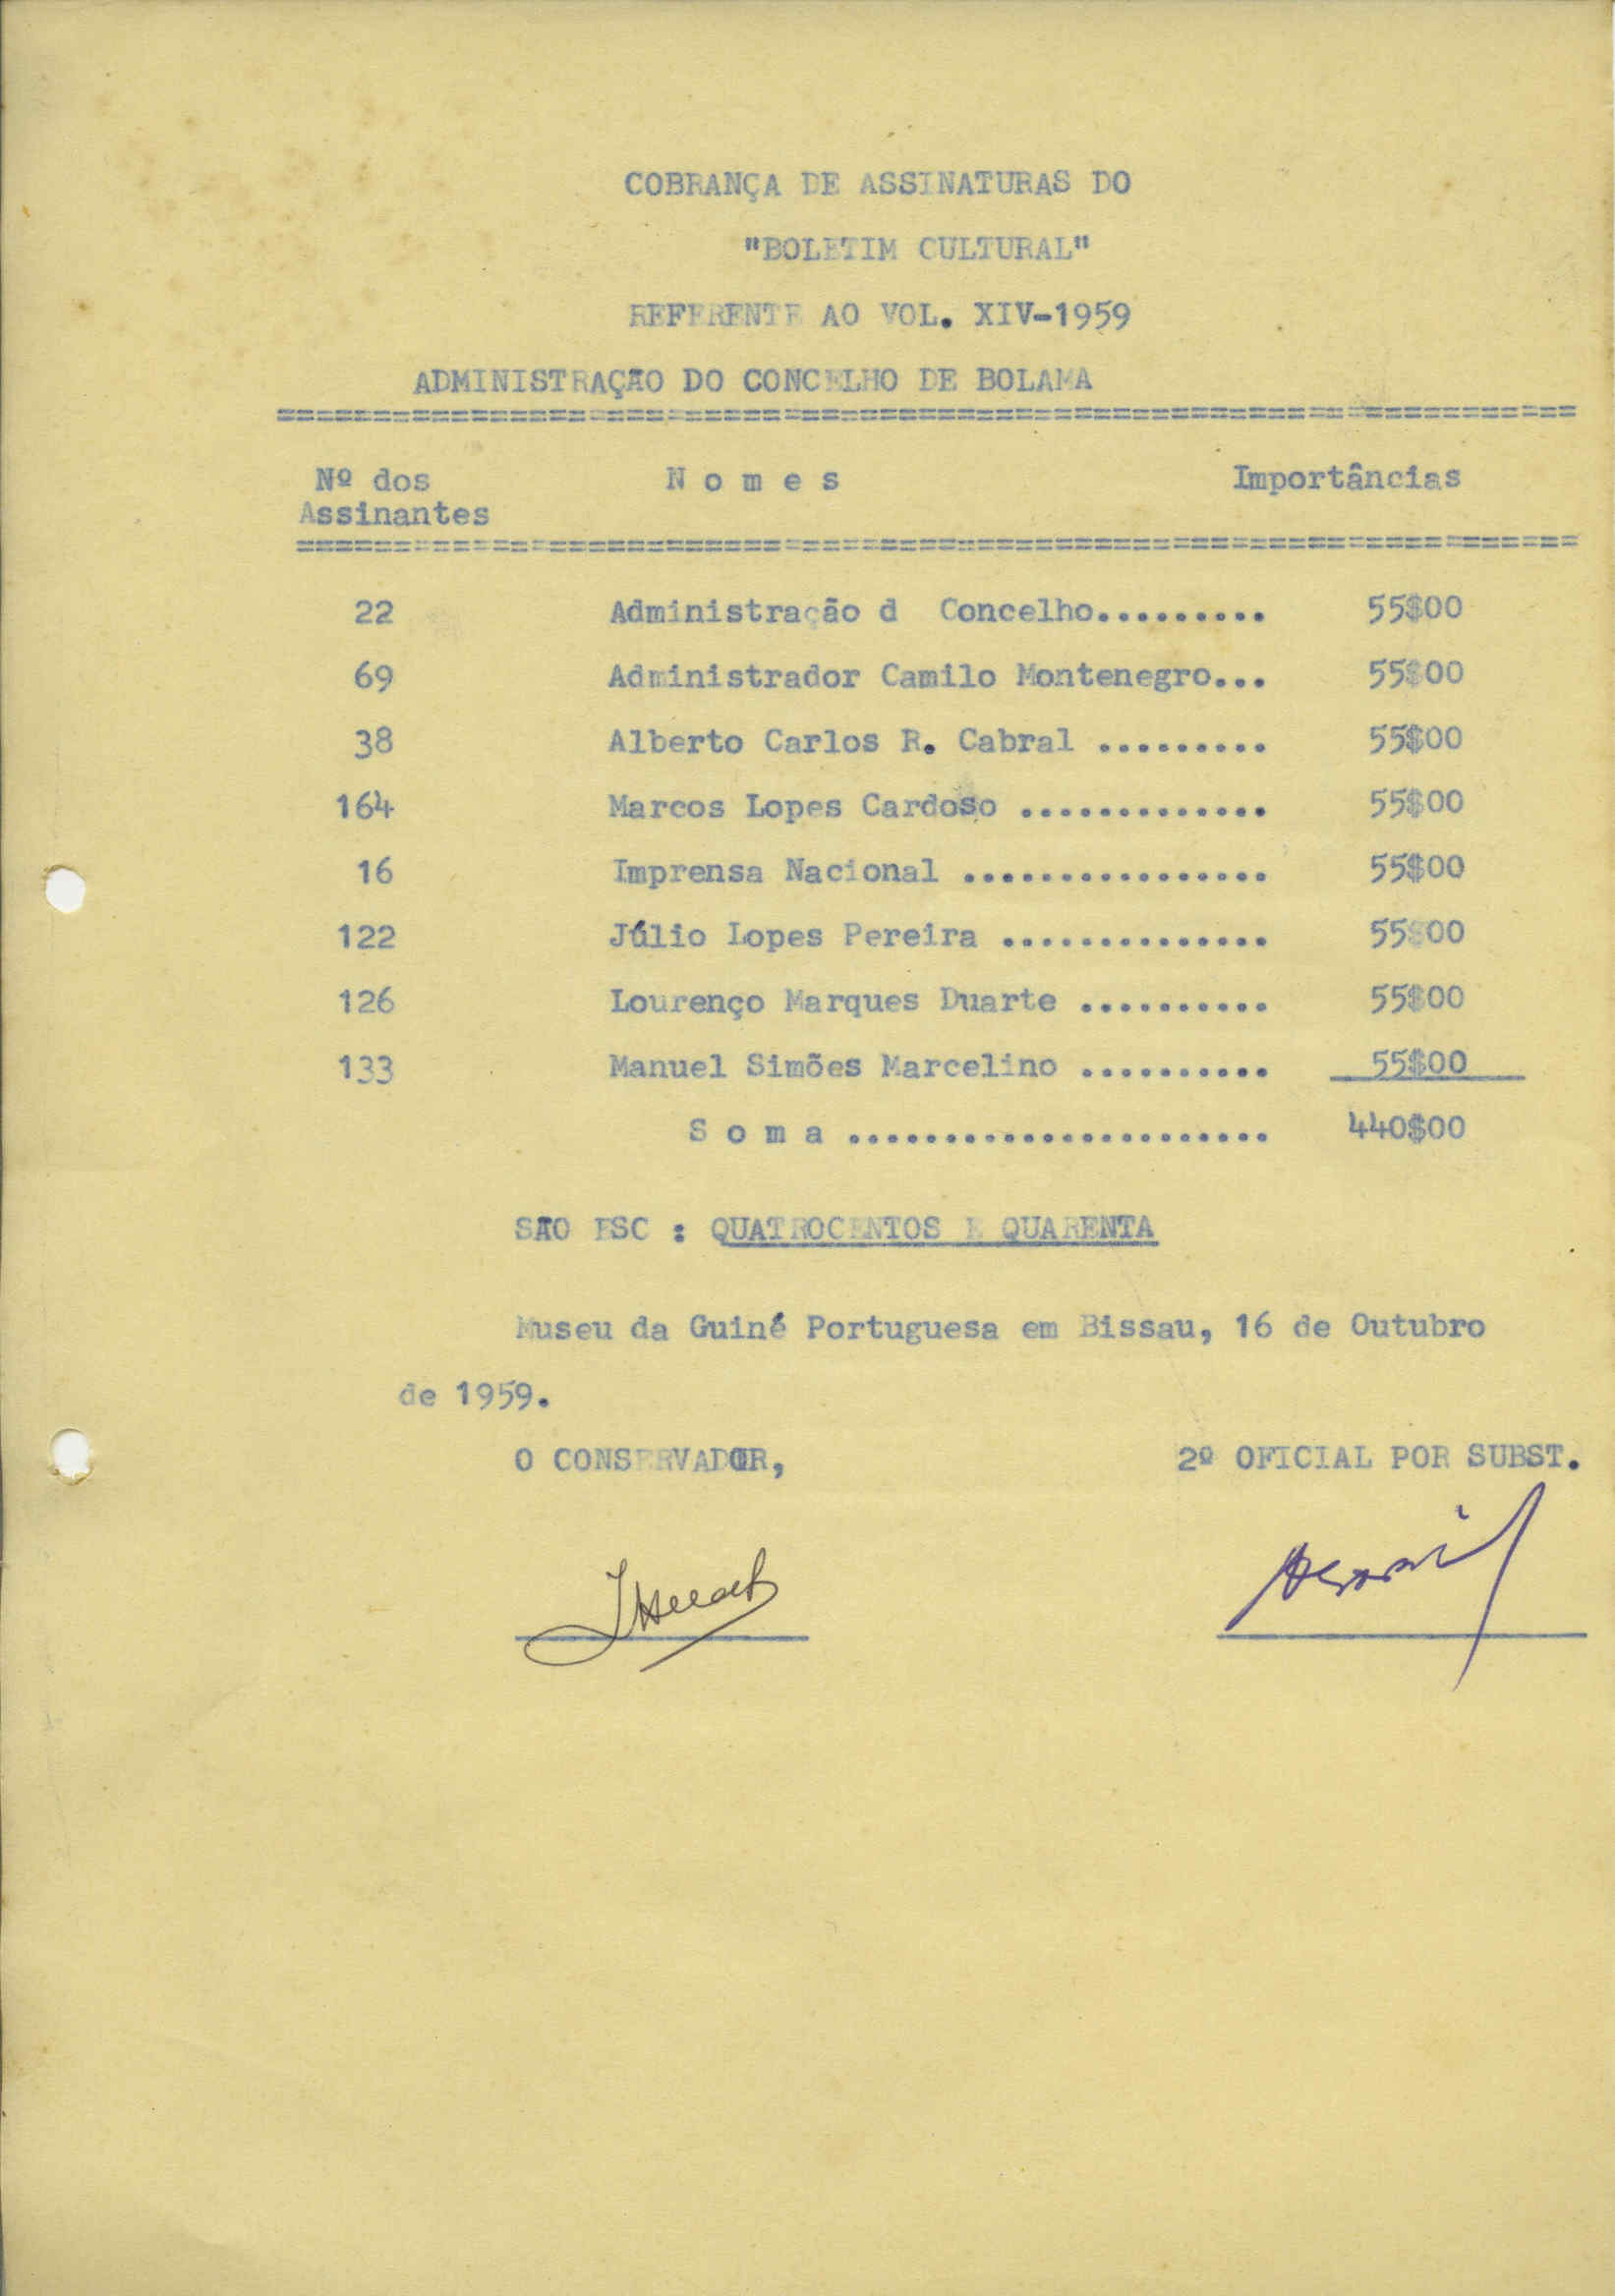 COBRANÇA DE ASSINATURAS DO
"BOLETIM CULTURAL"
REFERENTE AO VOL. XIV-1959
ADMINISTRAÇÃO DO CONCELHO DE BOLAMA
==================================================================
Nº dos N o m e s Importâncias
Assinantes
==================================================================
22 Administração d Concelho......... 55$00
69 Administrador Camilo Montenegro... 55$00
38 Alberto Carlos R. Cabral ......... 55$00
164 Marcos Lopes Cardoso ............. 55$00
16 Imprensa Nacional ................ 55$00
122 Júlio Lopes Pereira .............. 55$00
126 Lourenço Marques Duarte .......... 55$00
133 Manuel Simões Marcelino .......... 55$00
S o m a ...................... 440$00
SÃO ESC : QUATROCENTOS E QUARENTA
Museu da Guiné Portuguesa em Bissau, 16 de Outubro
de 1959.
O CONSERVADOR, 2º OFICIAL POR SUBST.